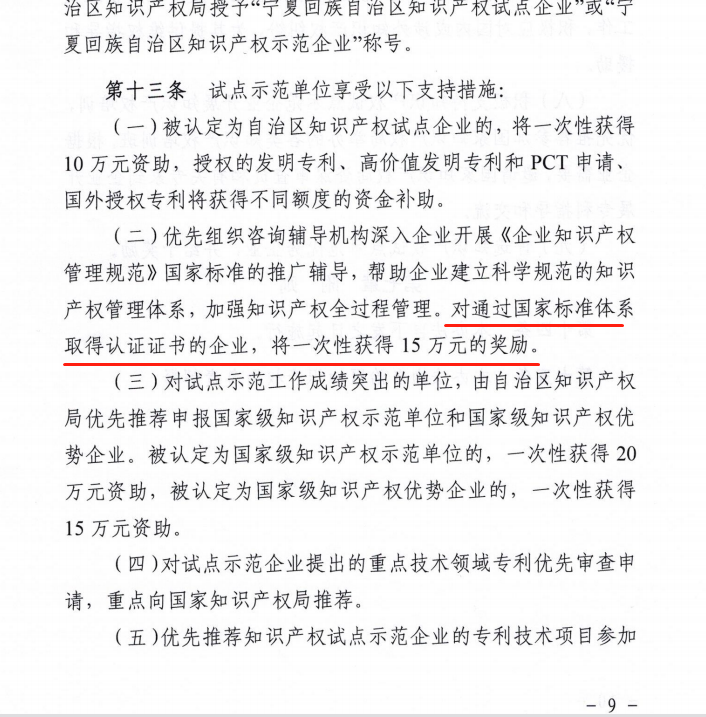 治区知识产权局授予“宁夏回族自治区知识产权试点企业”或“宁
夏回族自治区知识产权示范企业”称号。
第十三条 试点示范单位享受以下支持措施：
（一）被认定为自治区知识产权试点企业的，将一次性获得
10 万元资助，授权的发明专利、高价值发明专利和 PCT 申请、
国外授权专利将获得不同额度的资金补助。
（二）优先组织咨询辅导机构深入企业开展《企业知识产权
管理规范》国家标准的推广辅导，帮助企业建立科学规范的知识
产权管理体系，加强知识产权全过程管理。对通过国家标准体系
取得认证证书的企业，将一次性获得 15 万元的奖励。
（三）对试点示范工作成绩突出的单位，由自治区知识产权
局优先推荐申报国家级知识产权示范单位和国家级知识产权优
势企业。被认定为国家级知识产权示范单位的，一次性获得 20
万元资助，被认定为国家级知识产权优势企业的，一次性获得
15 万元资助。
（四）对试点示范企业提出的重点技术领域专利优先审查申
请，重点向国家知识产权局推荐。
（五）优先推荐知识产权试点示范企业的专利技术项目参加
- 9 -